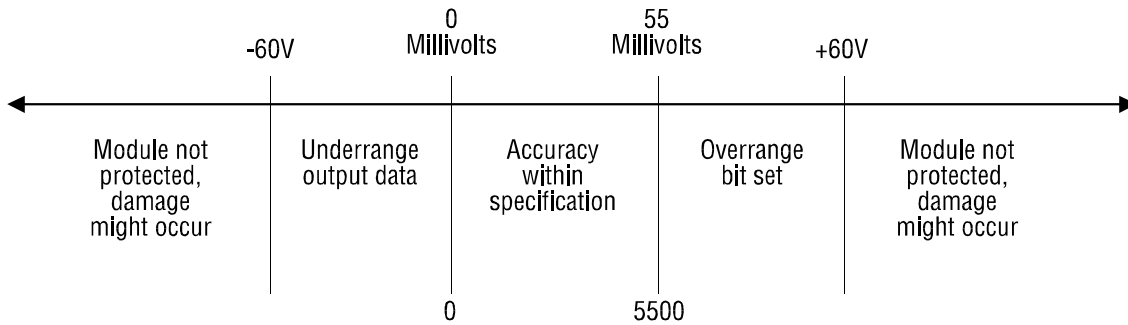 0
Millivolts
55
Millivolts
-60V
+60V
Module not
protected,
damage
might occur
Underrange
output data
Accuracy
within
specification
Overrange
bit set
Module not
protected,
damage
might occur
0
5500